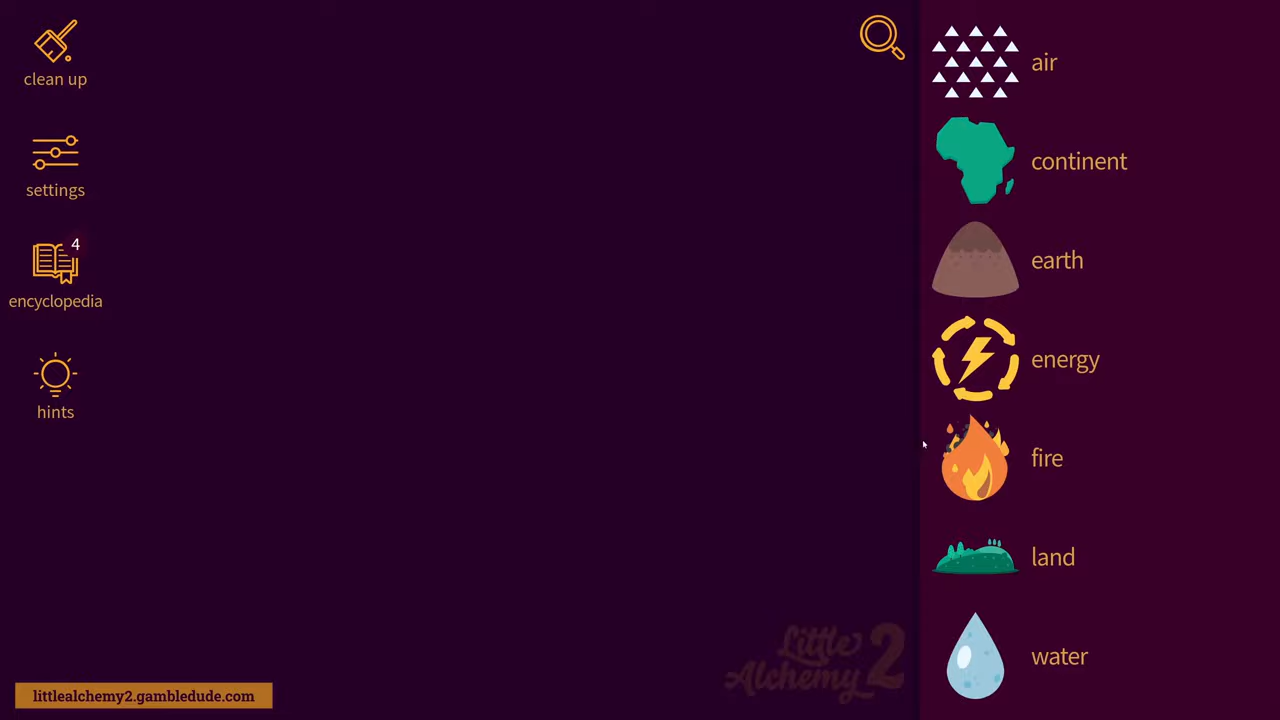 clean up
settings
4
encyclopedia
hints
air
continent
earth
energy
fire
land
water
Little
Alchemy 2
littlealchemy2.gambledude.com